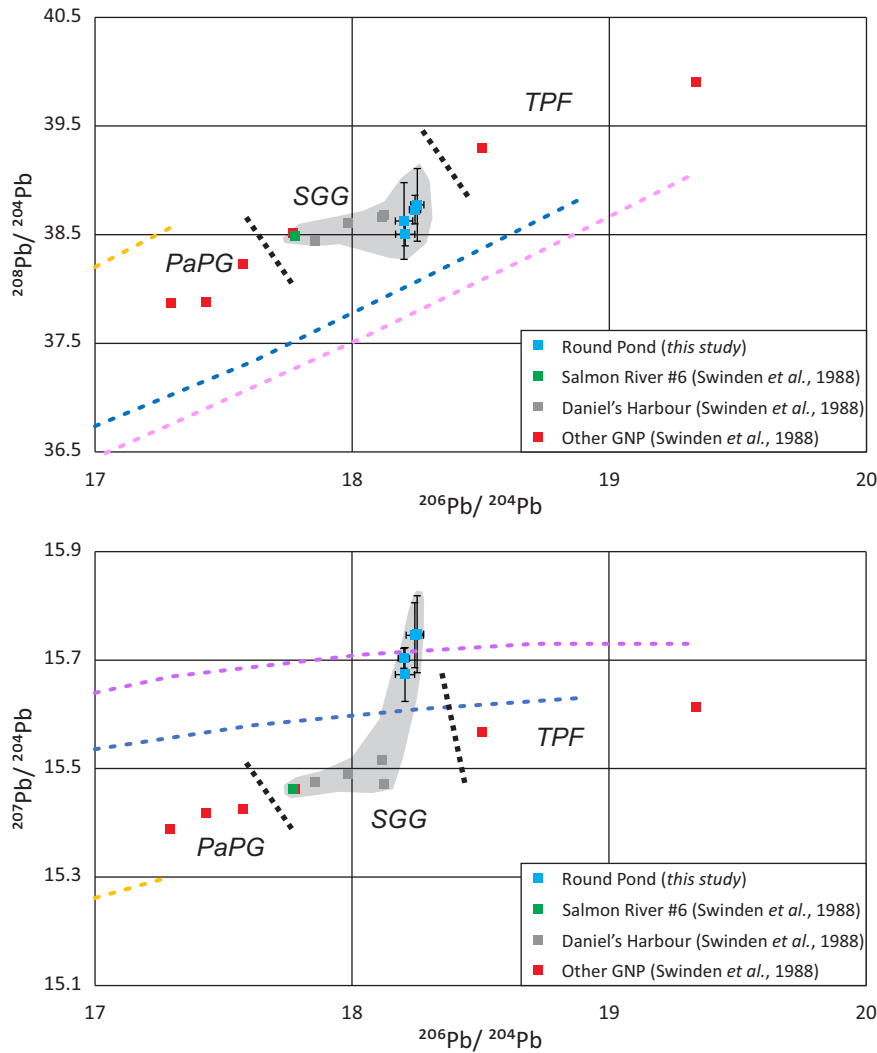 40.5
39.5
38.5
37.5
36.5
²⁰⁸Pb/ ²⁰⁴Pb
TPF
SGG
PaPG
Round Pond (this study)
Salmon River #6 (Swinden et al., 1988)
Daniel’s Harbour (Swinden et al., 1988)
Other GNP (Swinden et al., 1988)
17 18 19 20
²⁰⁶Pb/ ²⁰⁴Pb
15.9
15.7
15.5
15.3
15.1
²⁰⁷Pb/ ²⁰⁴Pb
TPF
SGG
PaPG
Round Pond (this study)
Salmon River #6 (Swinden et al., 1988)
Daniel’s Harbour (Swinden et al., 1988)
Other GNP (Swinden et al., 1988)
17 18 19 20
²⁰⁶Pb/ ²⁰⁴Pb